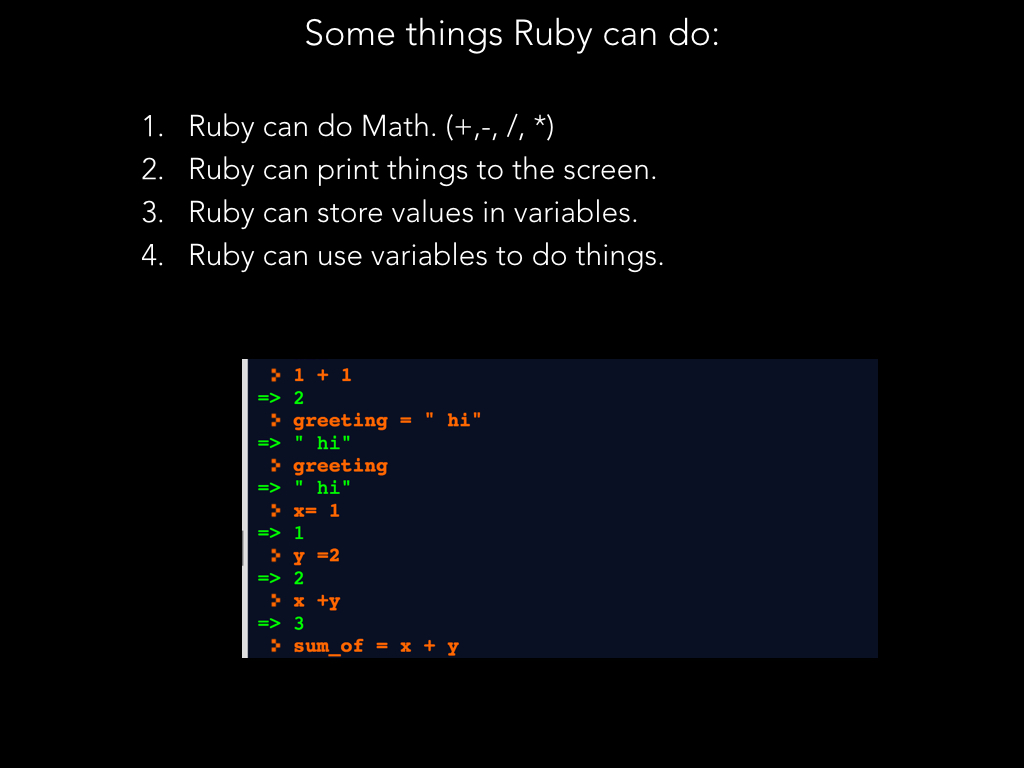 Some things Ruby can do:
1. Ruby can do Math. (+,-, /, *)
2. Ruby can print things to the screen.
3. Ruby can store values in variables.
4. Ruby can use variables to do things.
> 1 + 1
=> 2
> greeting = " hi"
=> " hi"
> greeting
=> " hi"
> x= 1
=> 1
> y =2
=> 2
> x +y
=> 3
> sum_of = x + y